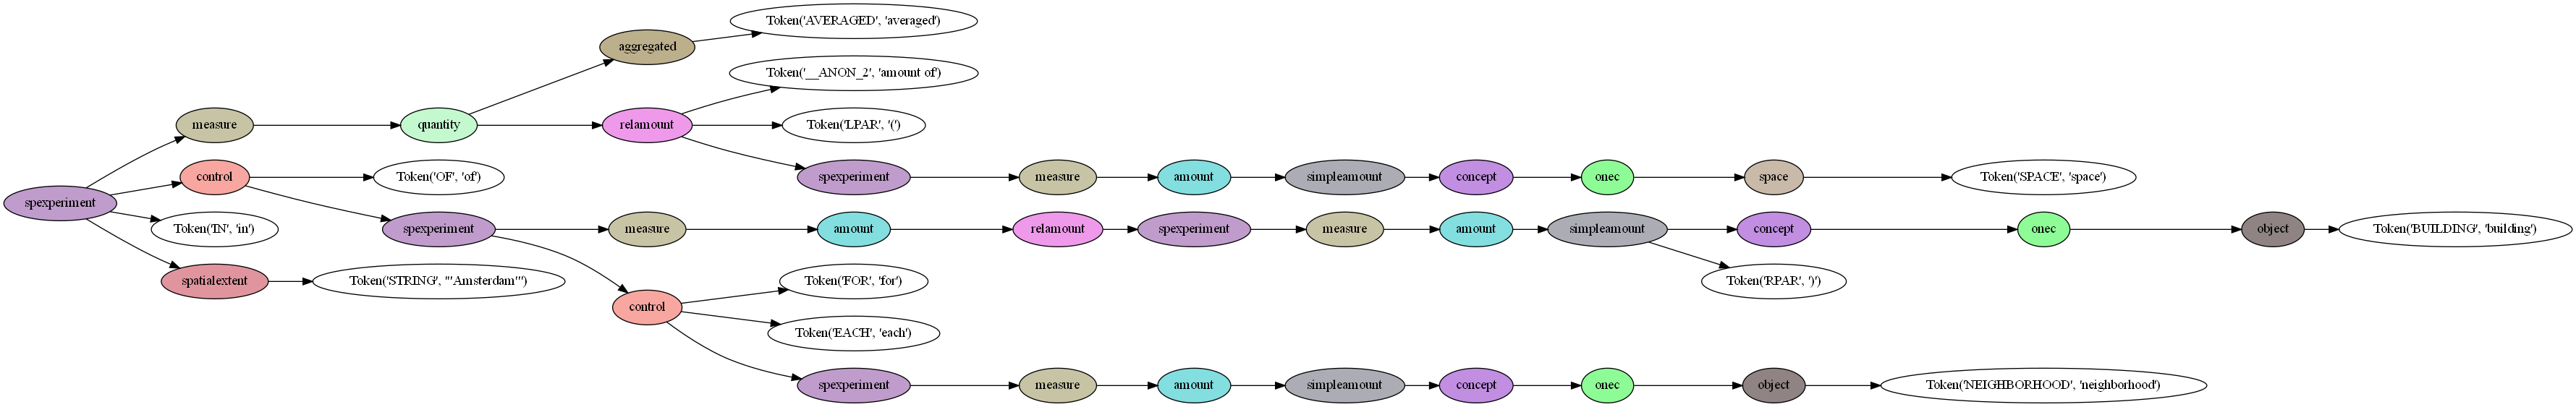 Token('AVERAGED', 'averaged')
aggregated
Token('__ANON_2', 'amount of')
measure quantity relamount Token('LPAR', '(')
control Token('OF', 'of') spexperiment measure amount simpleamount concept onec space Token('SPACE', 'space')
spexperiment
Token('IN', 'in') spexperiment measure amount relamount spexperiment measure amount simpleamount concept onec object Token('BUILDING', 'building')
spatialextent Token('STRING', "'Amsterdam'") Token('FOR', 'for') Token('RPAR', ')')
control
Token('EACH', 'each')
spexperiment measure amount simpleamount concept onec object Token('NEIGHBORHOOD', 'neighborhood')